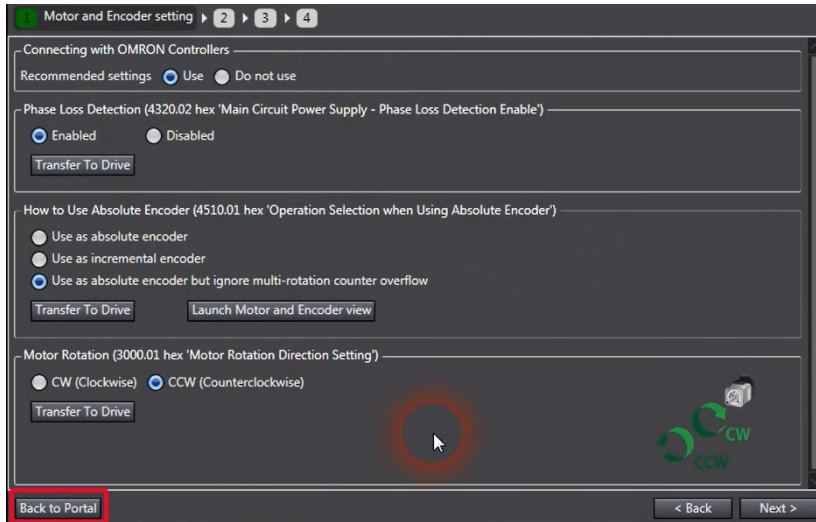 1 Motor and Encoder setting 2 3 4
Connecting with OMRON Controllers
Recommended settings Use Do not use
Phase Loss Detection (4320.02 hex 'Main Circuit Power Supply - Phase Loss Detection Enable')
Enabled Disabled
Transfer To Drive
How to Use Absolute Encoder (4510.01 hex 'Operation Selection when Using Absolute Encoder')
Use as absolute encoder
Use as incremental encoder
Use as absolute encoder but ignore multi-rotation counter overflow
Transfer To Drive Launch Motor and Encoder view
Motor Rotation (3000.01 hex 'Motor Rotation Direction Setting')
CW (Clockwise) CCW (Counterclockwise)
Transfer To Drive
CW
CCW
Back to Portal < Back Next >